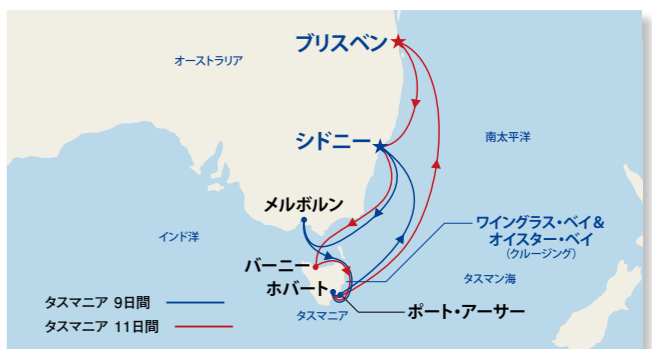 ブリスベン
オーストラリア
シドニー
南太平洋
メルボルン
ワイングラス・ベイ&
オイスター・ベイ
(クルージング)
インド洋
バーニー
タスマン海
ホバート
ポート・アーサー
タスマニア
タスマニア 9日間
タスマニア 11日間